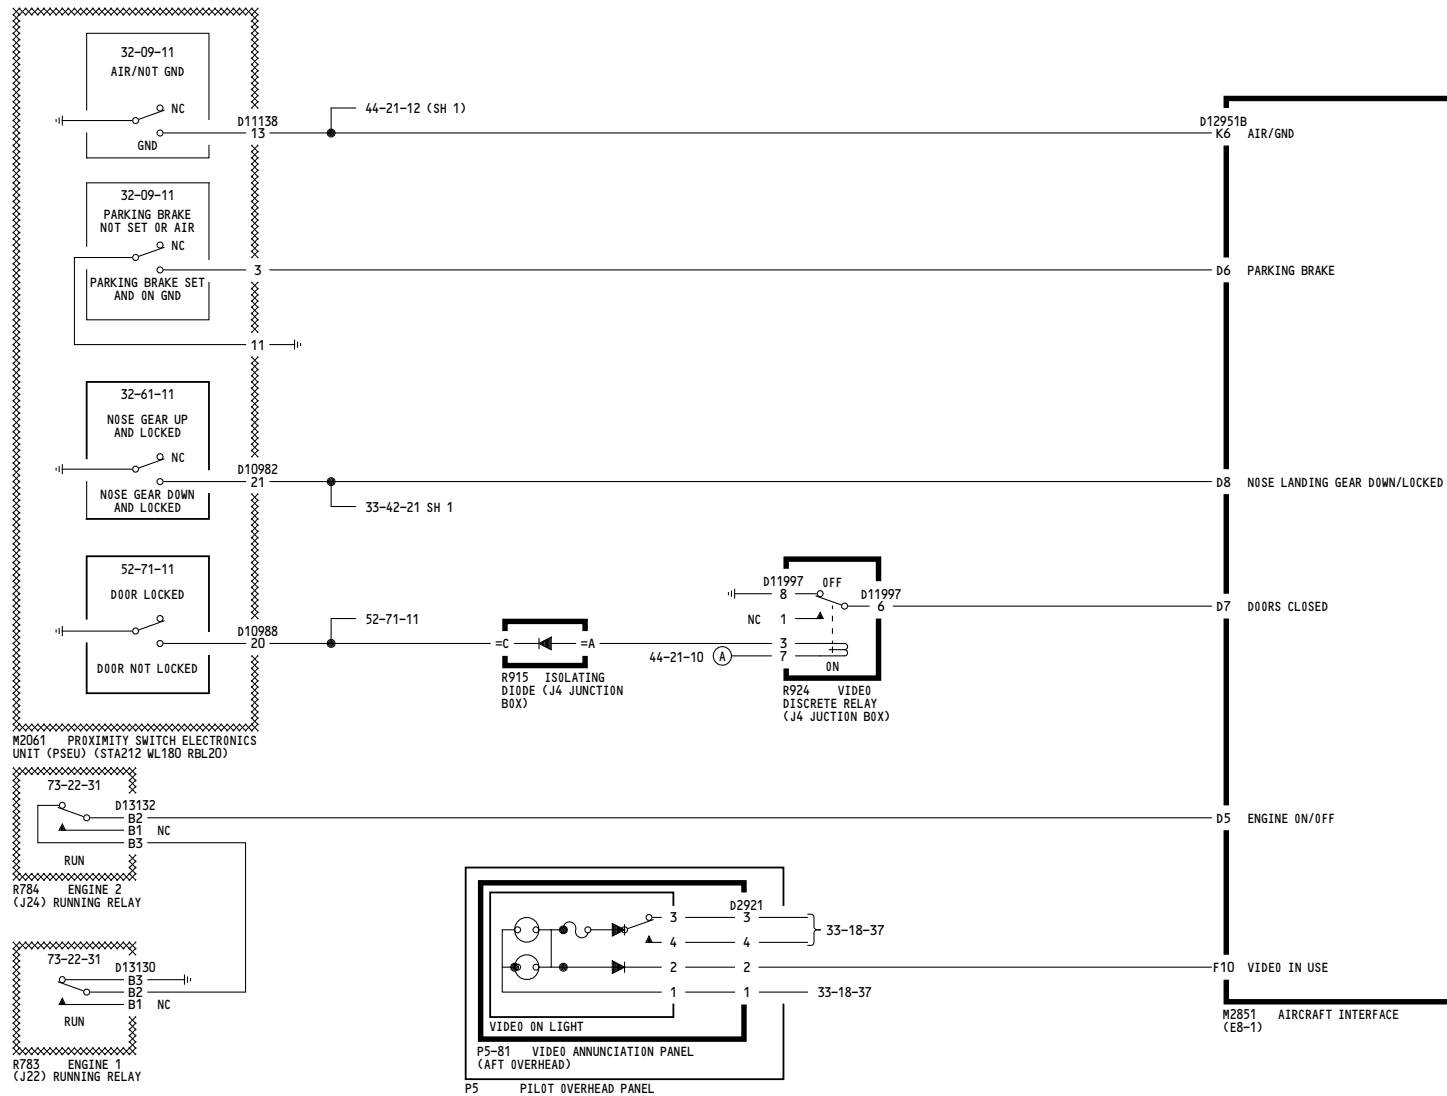 32-09-11
AIR/NOT GND
NC
GND
D11138
13
44-21-12 (SH 1)
D12951B
K6 AIR/GND
32-09-11
PARKING BRAKE
NOT SET OR AIR
NC
PARKING BRAKE SET
AND ON GND
3
D6 PARKING BRAKE
11
32-61-11
NOSE GEAR UP
AND LOCKED
NC
NOSE GEAR DOWN
AND LOCKED
D10982
21
33-42-21 SH 1
D8 NOSE LANDING GEAR DOWN/LOCKED
52-71-11
DOOR LOCKED
DOOR NOT LOCKED
D10988
20
52-71-11
=C
=A
R915 ISOLATING
DIODE (J4 JUNCTION
BOX)
44-21-10 A
D11997 OFF
8
D11997
6
NC 1
3
7
ON
R924 VIDEO
DISCRETE RELAY
(J4 JUCTION BOX)
D7 DOORS CLOSED
M2061 PROXIMITY SWITCH ELECTRONICS
UNIT (PSEU) (STA212 WL180 RBL20)
73-22-31
D13132
B2
B1 NC
B3
RUN
R784 ENGINE 2
(J24) RUNNING RELAY
D5 ENGINE ON/OFF
73-22-31
D13130
B3
B2
B1 NC
RUN
R783 ENGINE 1
(J22) RUNNING RELAY
D2921
3 3
4 4
33-18-37
2 2
1 1
33-18-37
VIDEO ON LIGHT
P5-81 VIDEO ANNUNCIATION PANEL
(AFT OVERHEAD)
P5 PILOT OVERHEAD PANEL
F10 VIDEO IN USE
M2851 AIRCRAFT INTERFACE
(E8-1)